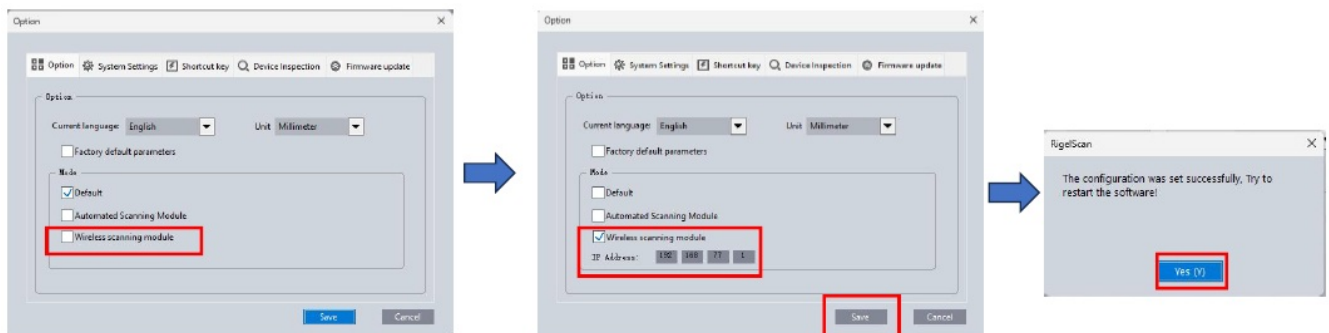 Option
Option System Settings Shortcut key Device Inspection Firmware update
Option
Current language: English Unit Millimeter
Factory default parameters
Mode
Default
Automated Scanning Module
Wireless scanning module
Save Cancel
Option
Option System Settings Shortcut key Device Inspection Firmware update
Option
Current language: English Unit Millimeter
Factory default parameters
Mode
Default
Automated Scanning Module
Wireless scanning module
IP Address: 192 168 77 1
Save Cancel
RigelScan
The configuration was set successfully, Try to
restart the software!
Yes (Y)